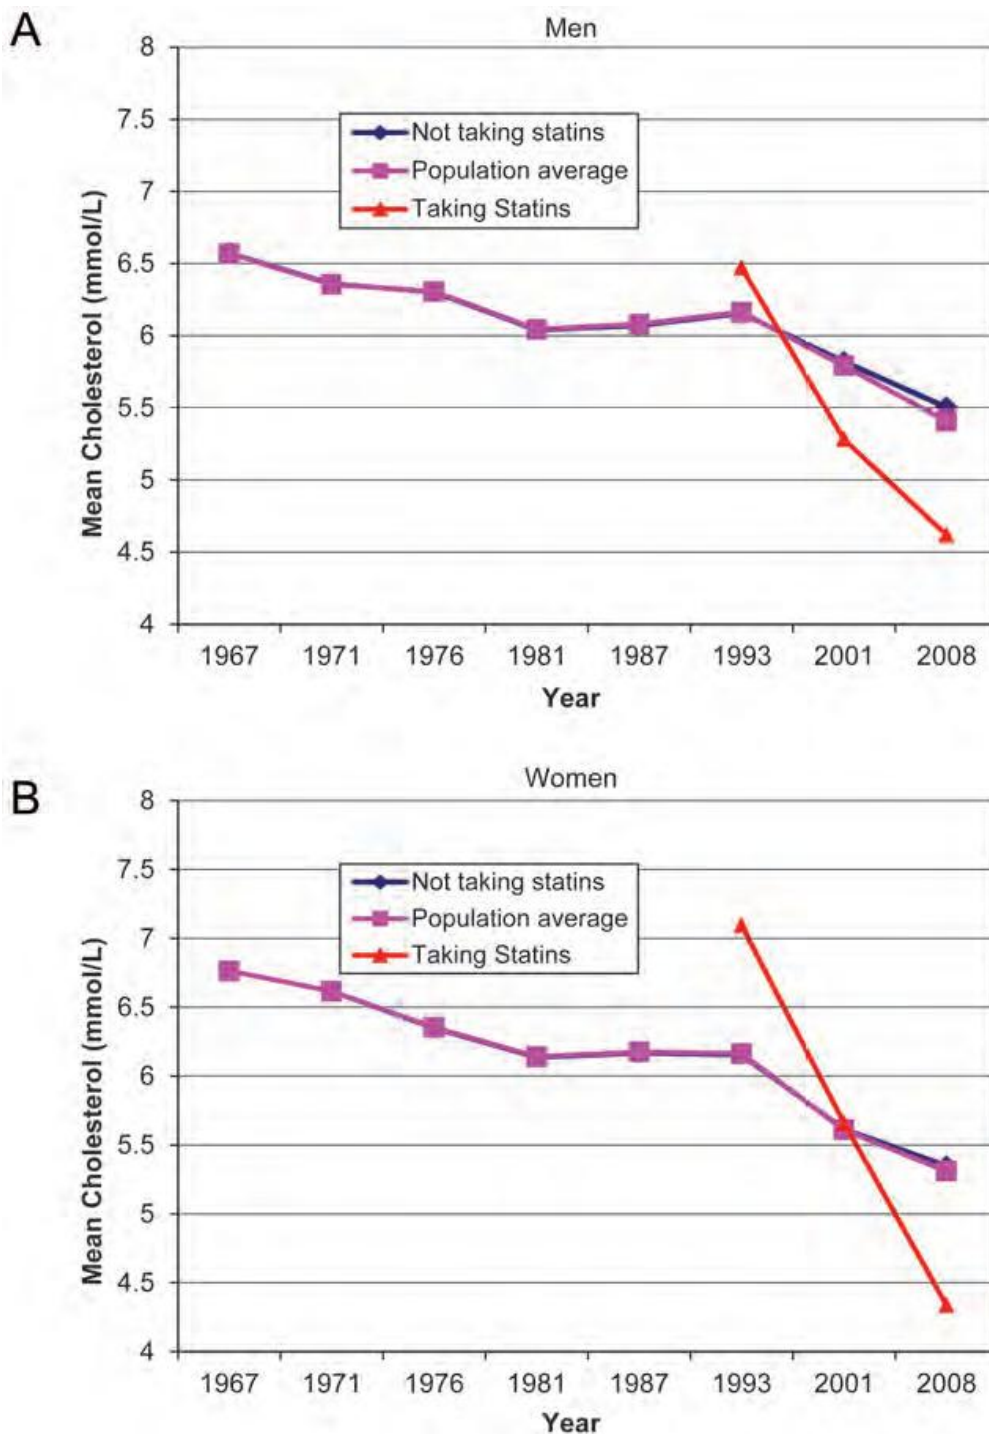 A
Men
8
7.5
7
6.5
6
5.5
5
4.5
4
Mean Cholesterol (mmol/L)
Not taking statins
Population average
Taking Statins
1967 1971 1976 1981 1987 1993 2001 2008
Year
B
Women
8
7.5
7
6.5
6
5.5
5
4.5
4
Mean Cholesterol (mmol/L)
Not taking statins
Population average
Taking Statins
1967 1971 1976 1981 1987 1993 2001 2008
Year